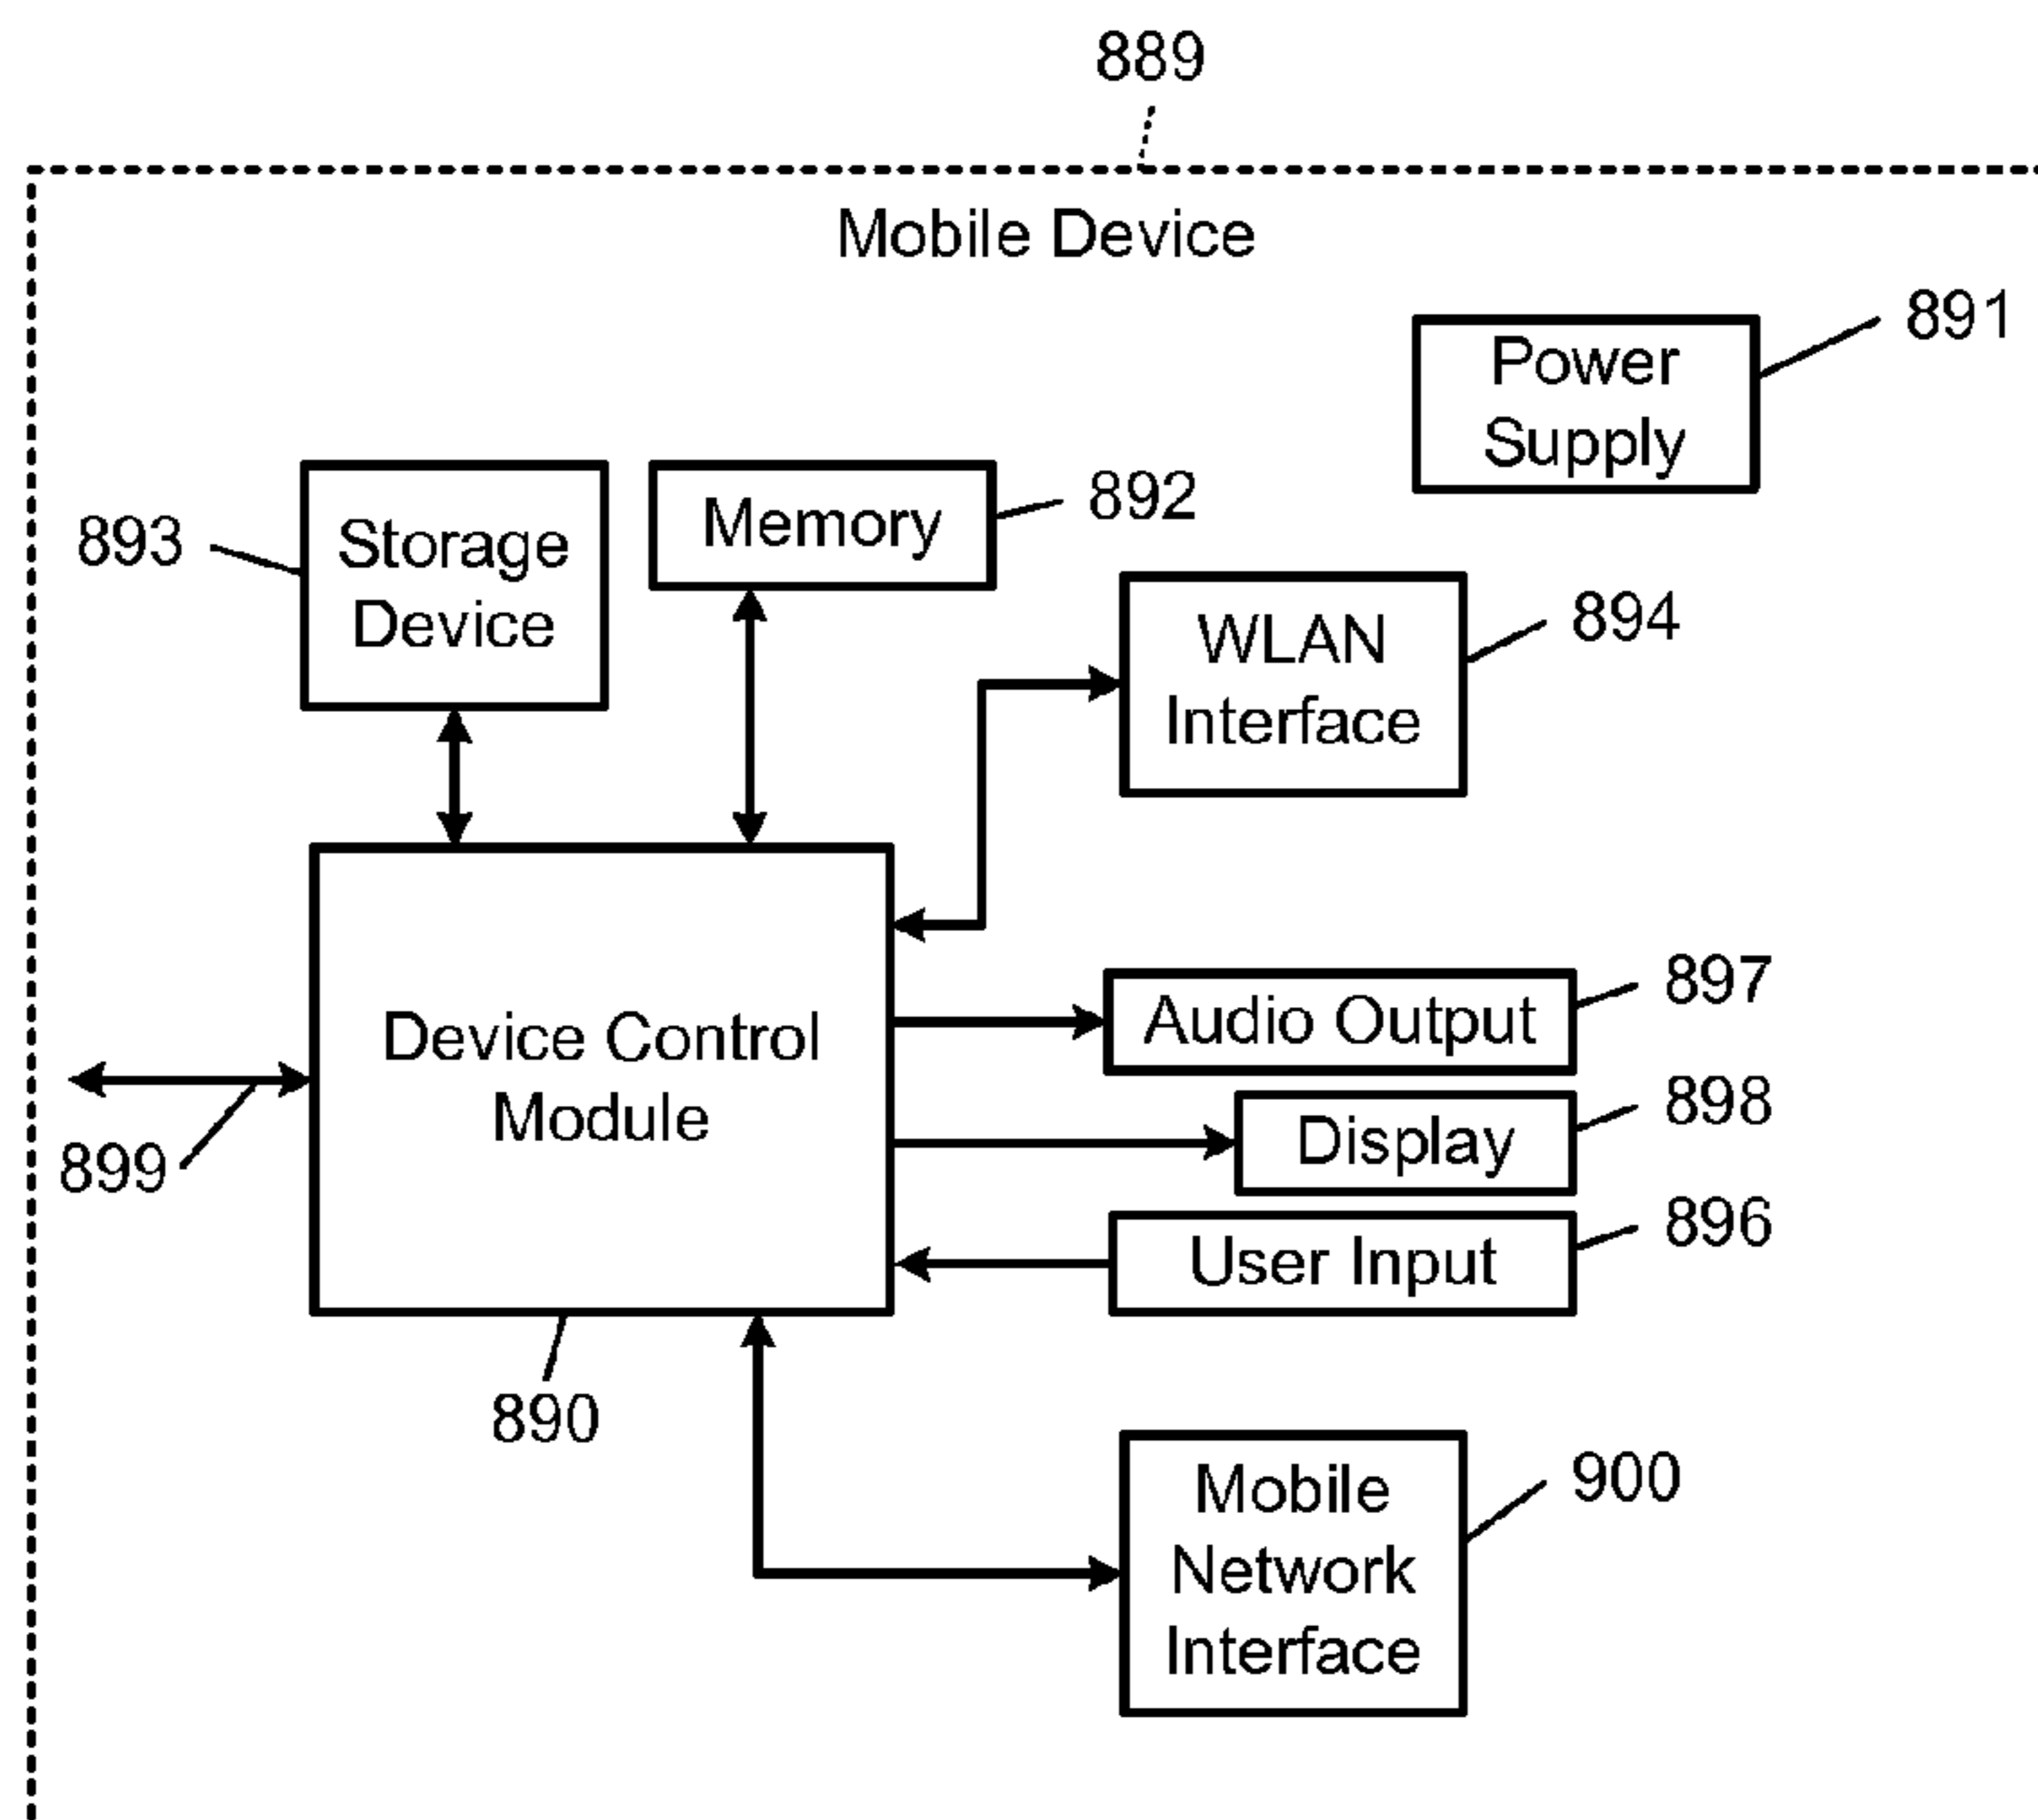 889
Mobile Device
Power
Supply
891
Storage
Device
893
Memory
892
WLAN
Interface
894
Device Control
Module
890
899
Audio Output
897
Display
898
User Input
896
Mobile
Network
Interface
900